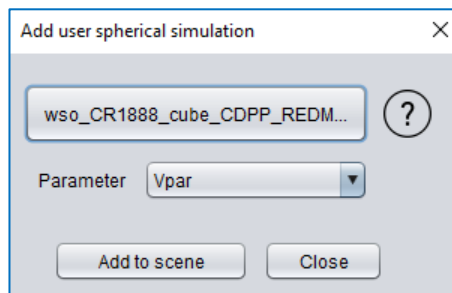 Add user spherical simulation
wso_CR1888_cube_CDPP_REDM...
?
Parameter Vpar
Add to scene Close